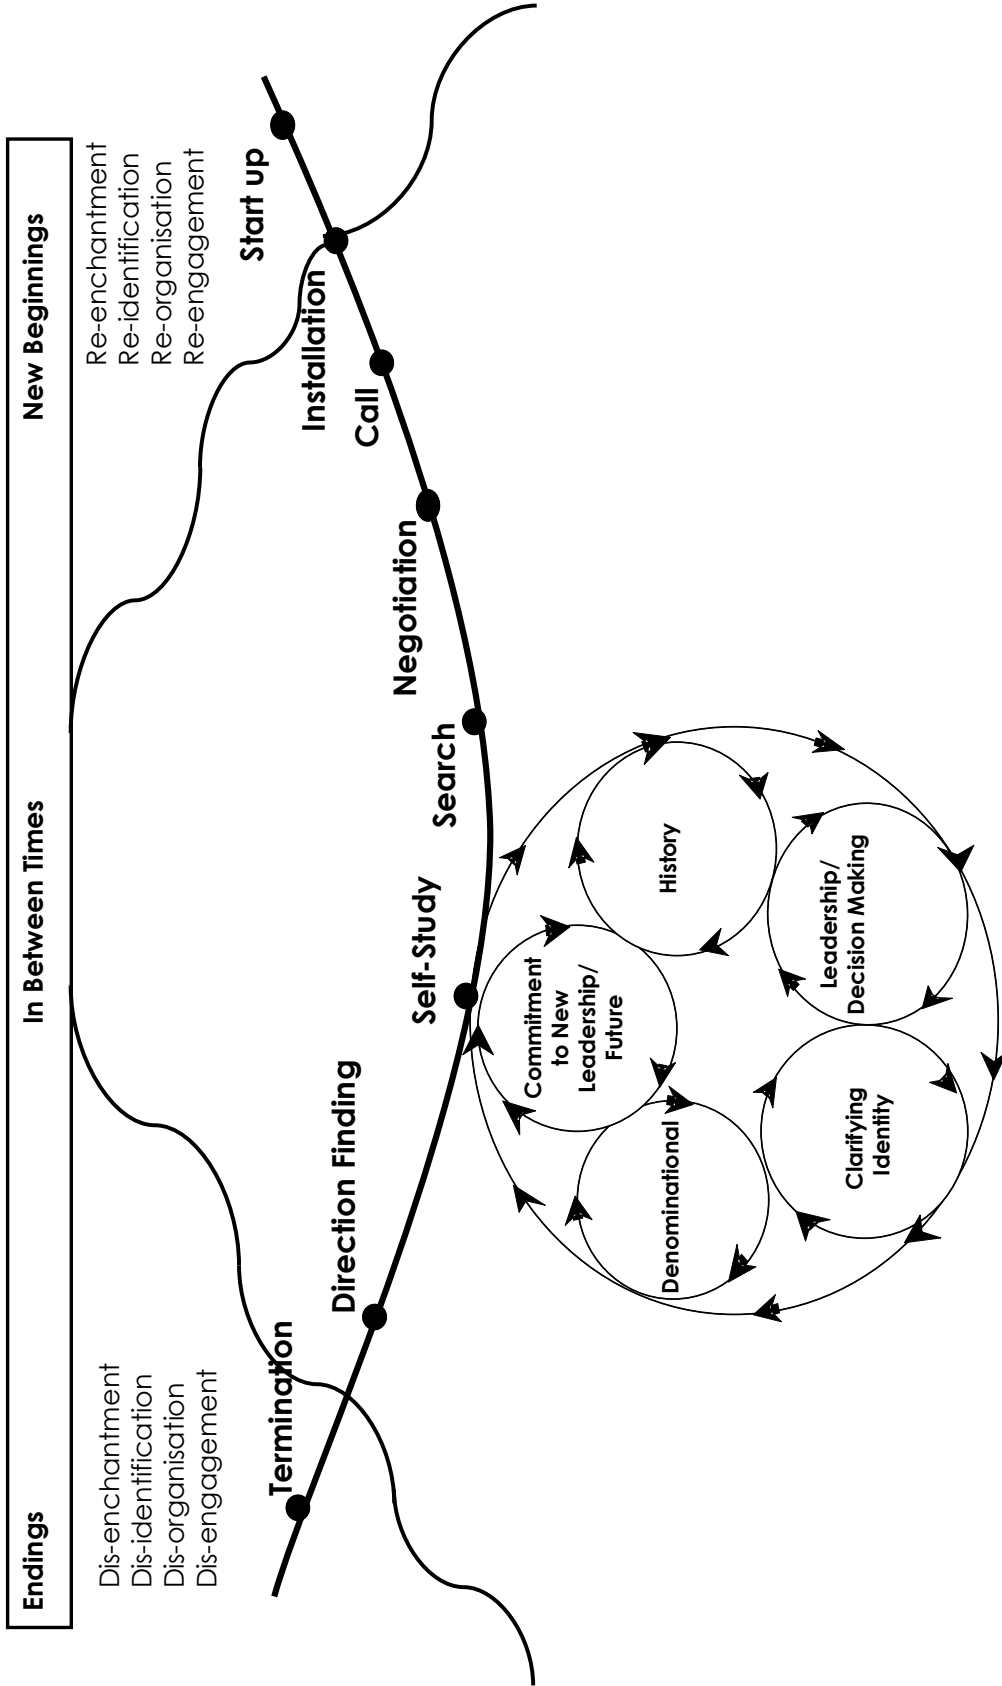 Endings
In Between Times
New Beginnings
Dis-enchantment
Dis-identification
Dis-organisation
Dis-engagement
Re-enchantment
Re-identification
Re-organisation
Re-engagement
Termination
Direction Finding
Self-Study
Search
Negotiation
Call
Installation
Start up
Commitment
to New
Leadership/
Future
History
Leadership/
Decision Making
Clarifying
Identity
Denominational